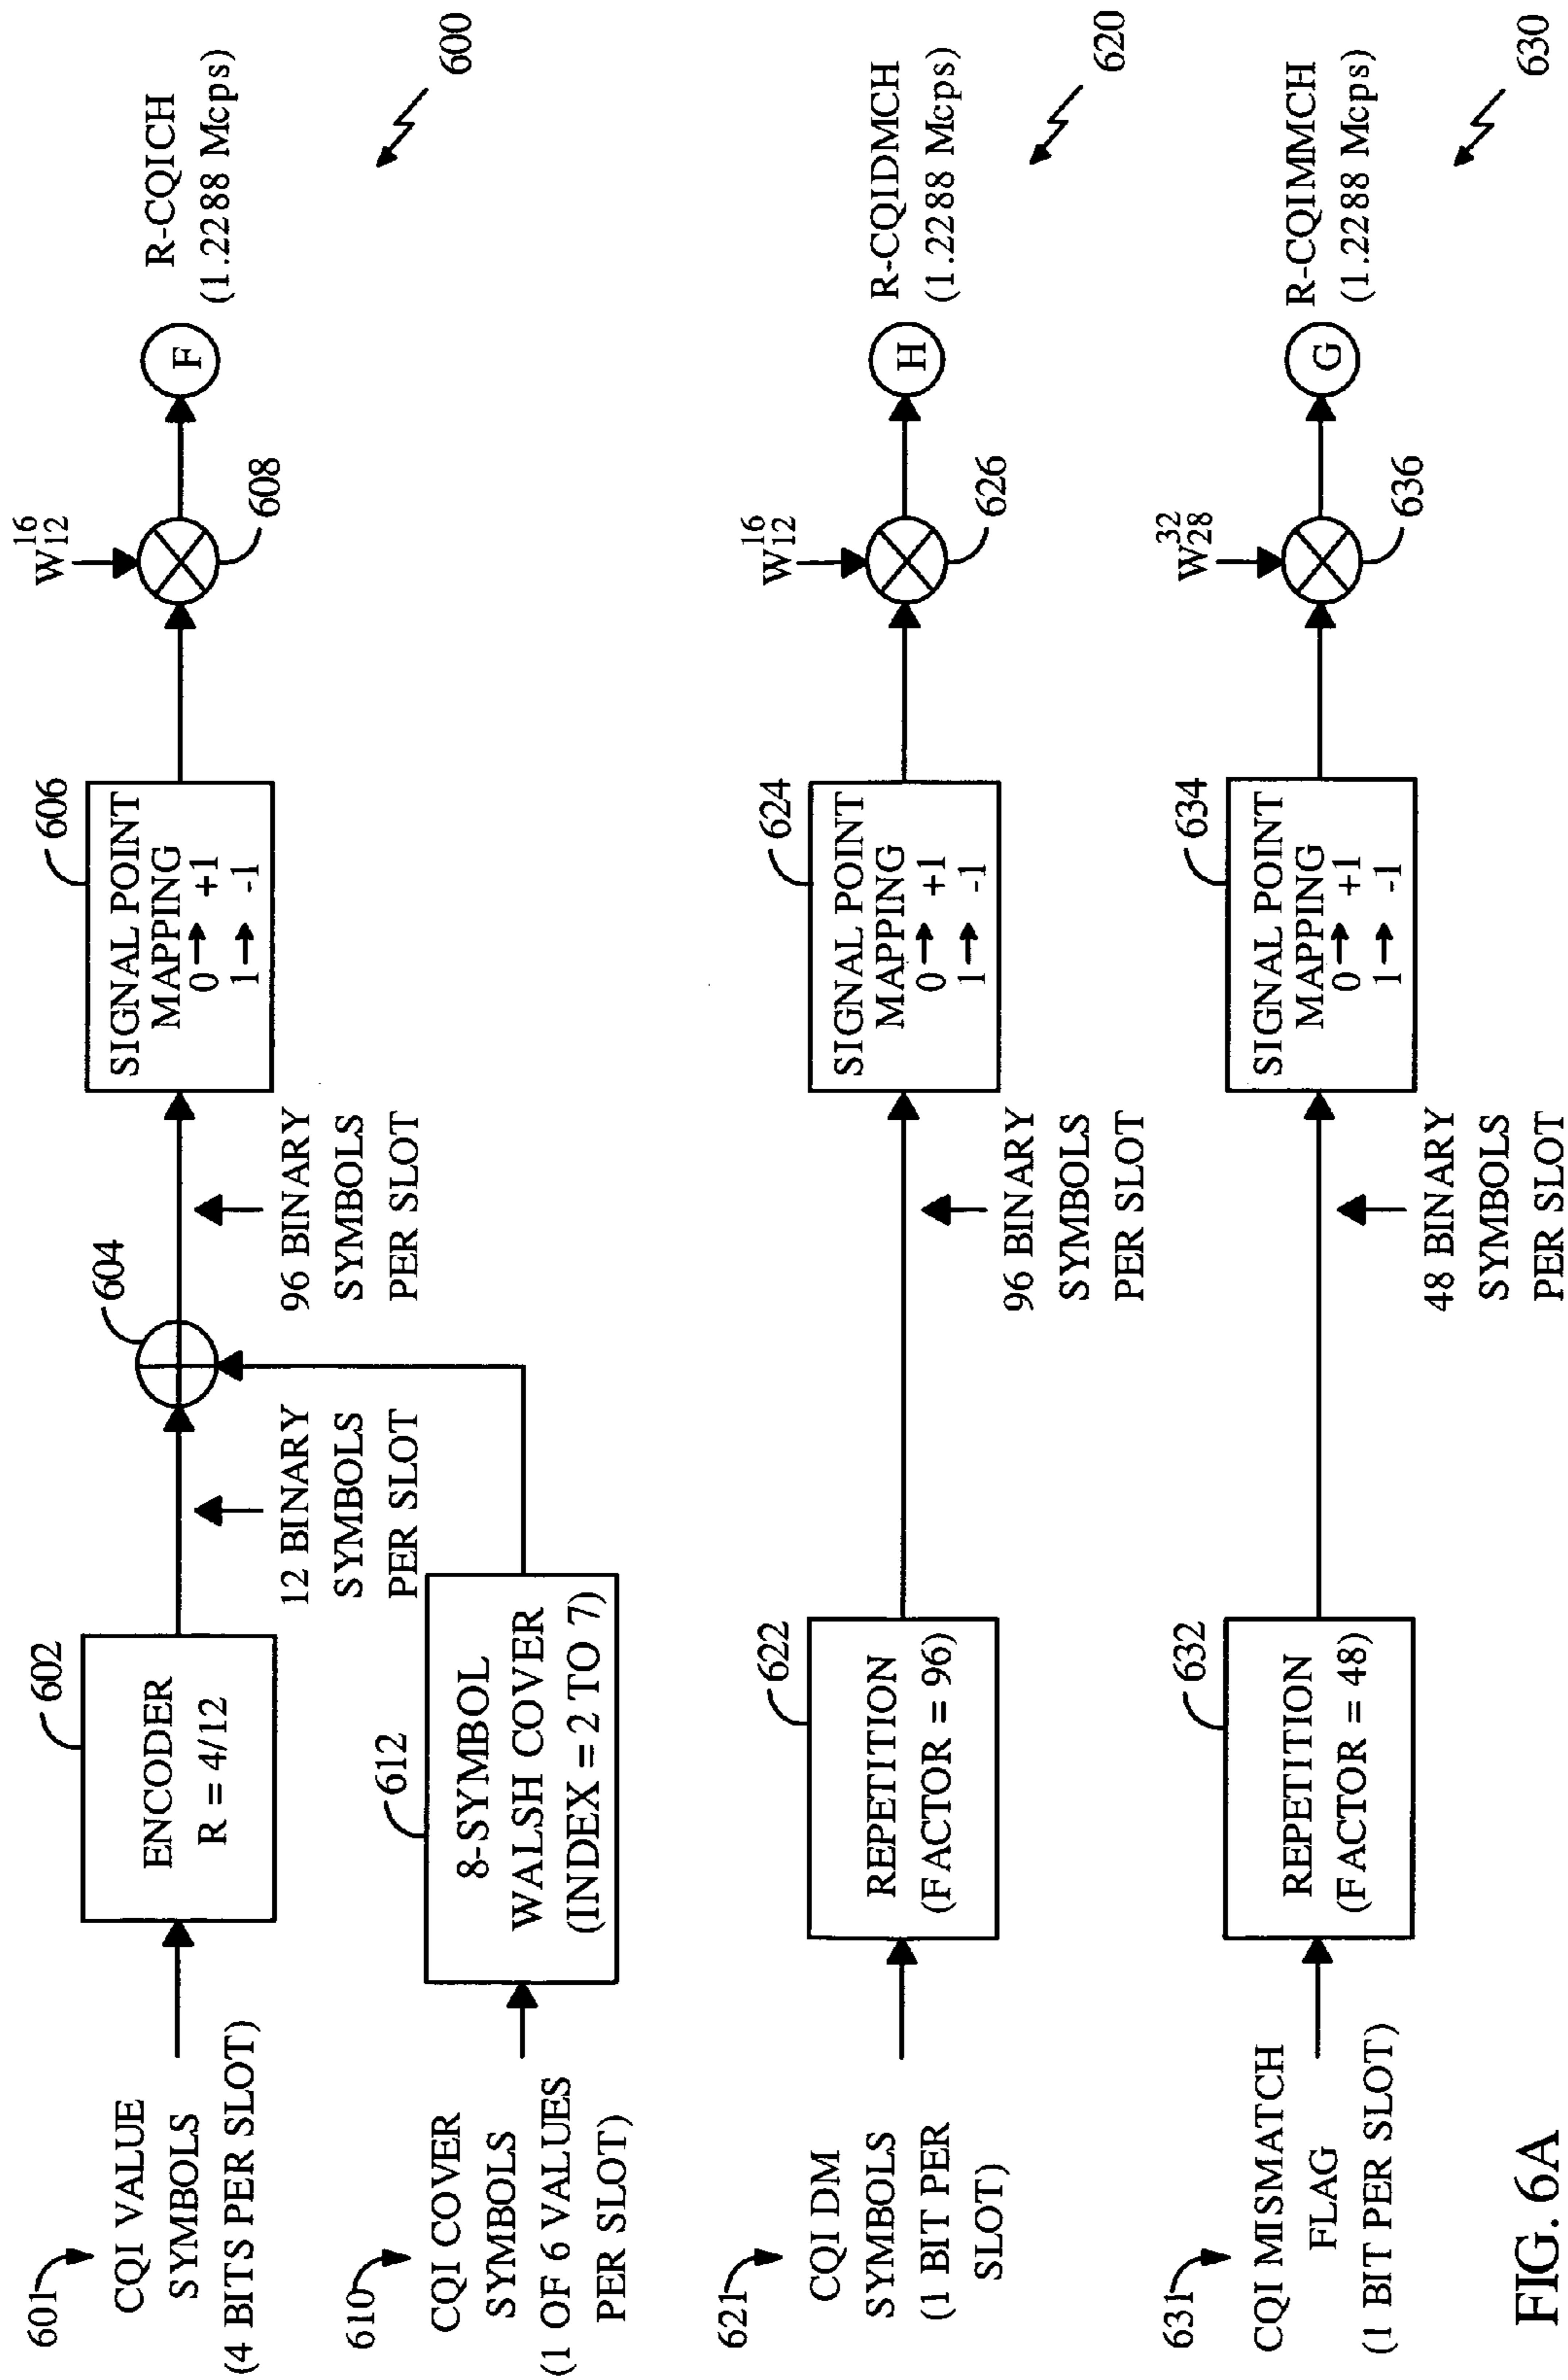 601
CQI VALUE
SYMBOLS
(4 BITS PER SLOT)
602
ENCODER
R = 4/12
12 BINARY
SYMBOLS
PER SLOT
604
96 BINARY
SYMBOLS
PER SLOT
606
SIGNAL POINT
MAPPING
0→ +1
1→ -1
W^16_12
608
F
R-CQICH
(1.2288 Mcps)
600
610
CQI COVER
SYMBOLS
(1 OF 6 VALUES
PER SLOT)
612
8-SYMBOL
WALSH COVER
(INDEX = 2 TO 7)
621
CQI DM
SYMBOLS
(1 BIT PER
SLOT)
622
REPETITION
(FACTOR = 96)
96 BINARY
SYMBOLS
PER SLOT
624
SIGNAL POINT
MAPPING
0→ +1
1→ -1
W^16_12
626
H
R-CQIDMCH
(1.2288 Mcps)
620
631
CQI MISMATCH
FLAG
(1 BIT PER SLOT)
632
REPETITION
(FACTOR = 48)
48 BINARY
SYMBOLS
PER SLOT
634
SIGNAL POINT
MAPPING
0→ +1
1→ -1
W^32_28
636
G
R-CQIMMCH
(1.2288 Mcps)
630
FIG. 6A